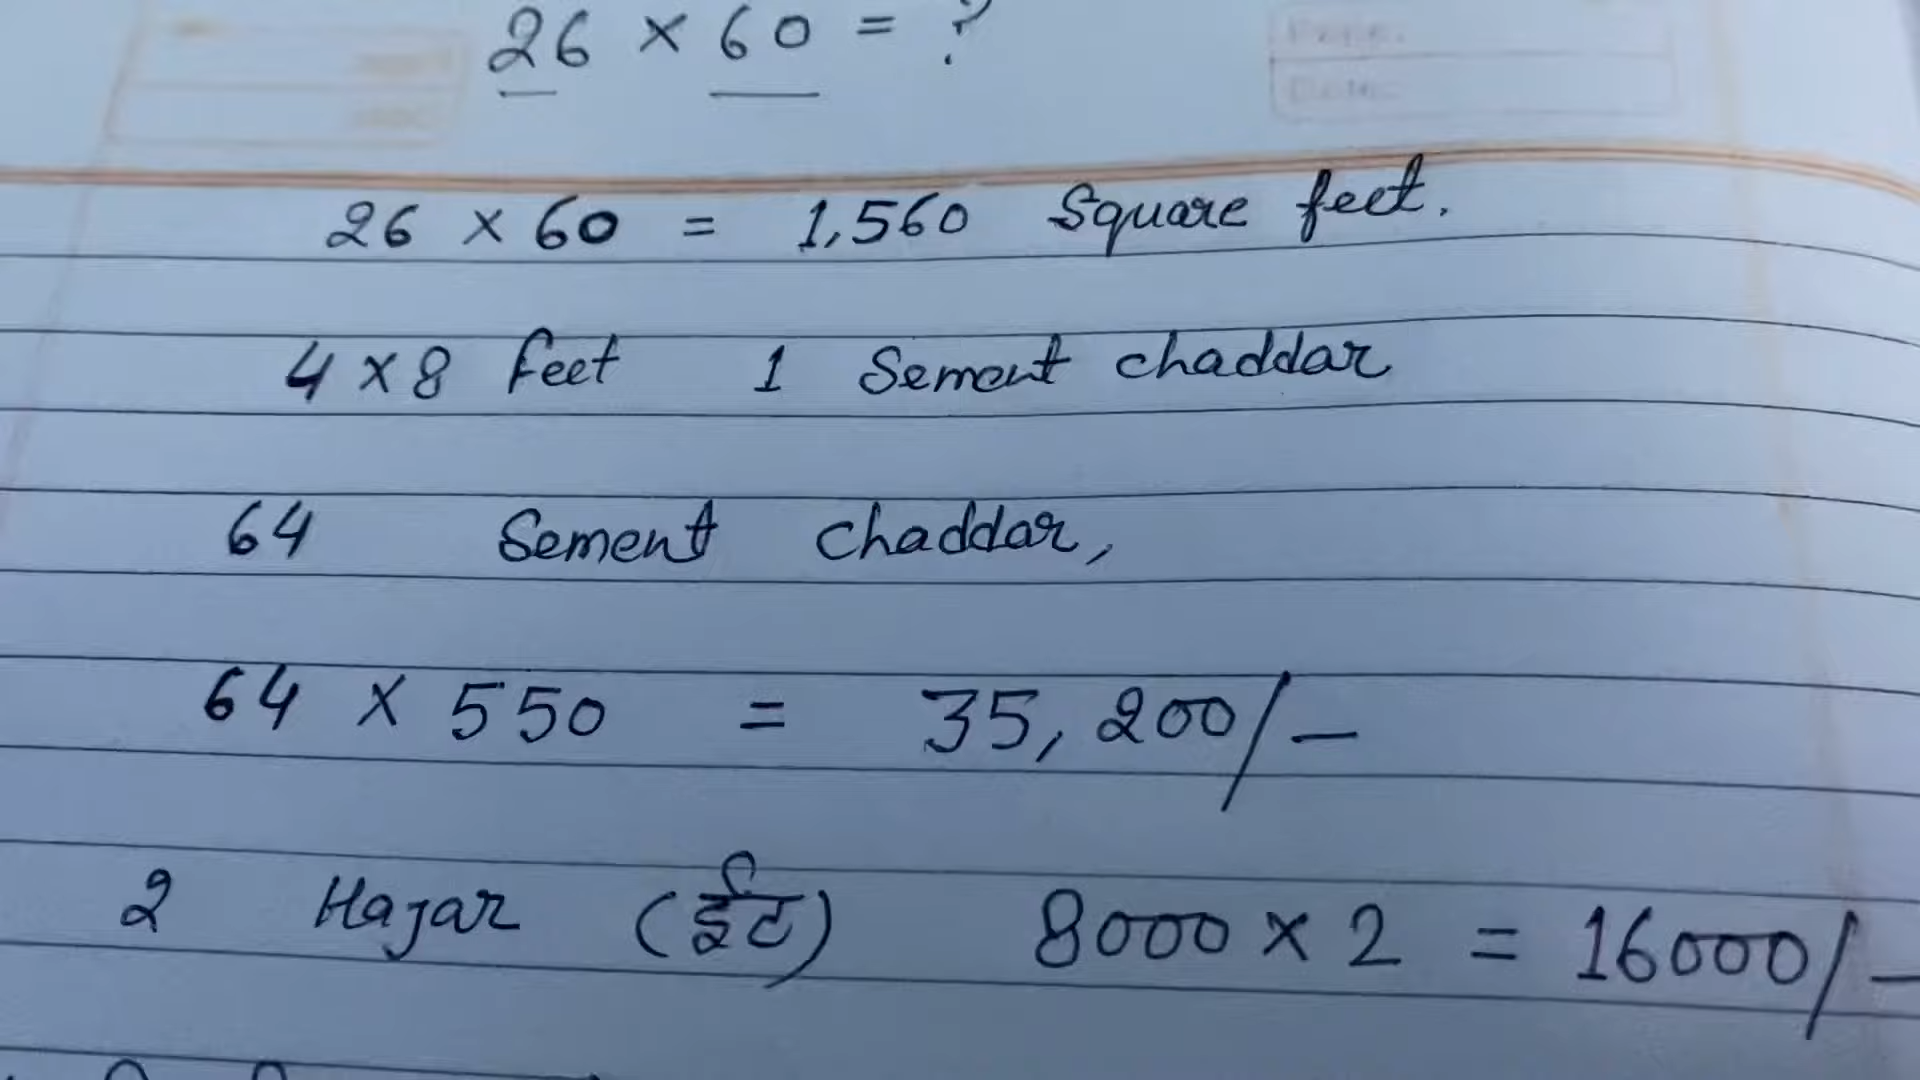 26 × 60 = ?
26 × 60 = 1,560 Square feet.
4 × 8 feet 1 Sement chaddar
64 Sement chaddar,
64 × 550 = 35,200/-
2 Hajar (ईट) 8000 × 2 = 16000/-